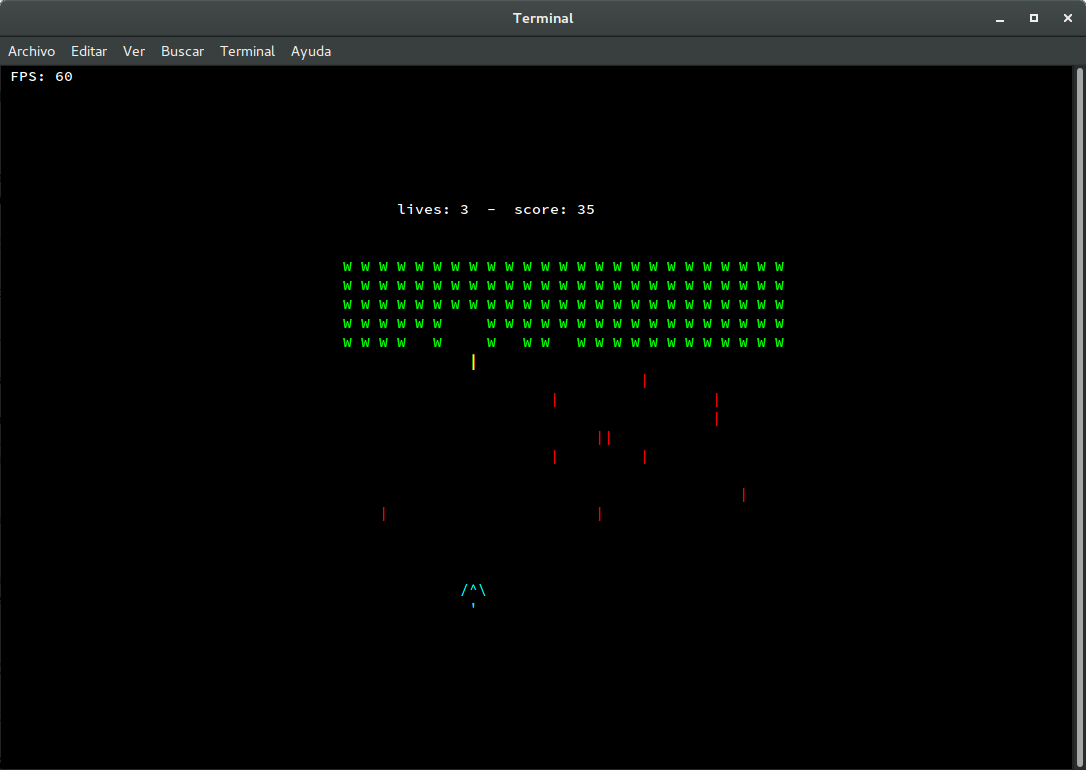 Terminal
Archivo Editar Ver Buscar Terminal Ayuda
FPS: 60
lives: 3  -  score: 35
W W W W W W W W W W W W W W W W W W W W W W W W W
W W W W W W W W W W W W W W W W W W W W W W W W W
W W W W W W W W W W W W W W W W W W W W W W W W W
W W W W W W     W W W W W W W W W W W W W W W W W
W W W W   W     W   W W   W W W W W W W W W W W W
|
|
| |
|
||
| |
|
| |
/^\
'